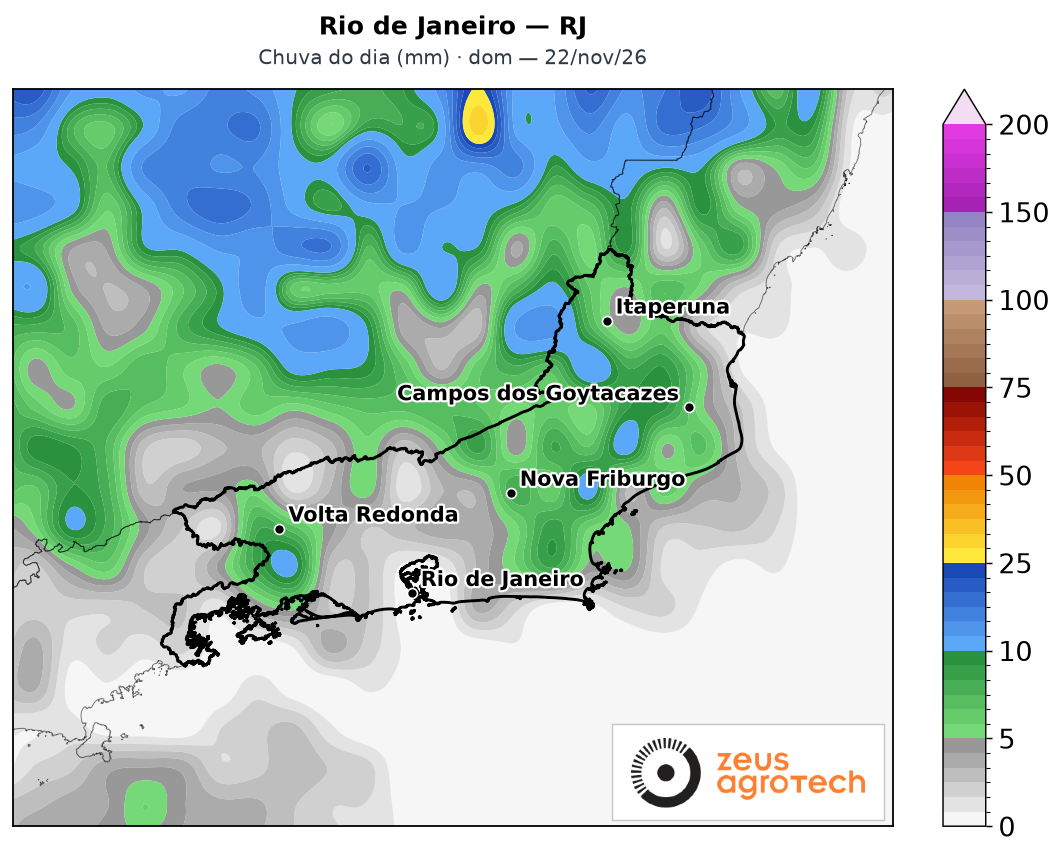 Rio de Janeiro — RJ
Chuva do dia (mm) · dom — 22/nov/26
Itaperuna
Campos dos Goytacazes
Nova Friburgo
Volta Redonda
Rio de Janeiro
200
150
100
75
50
25
10
5
0
zeus
agrotech